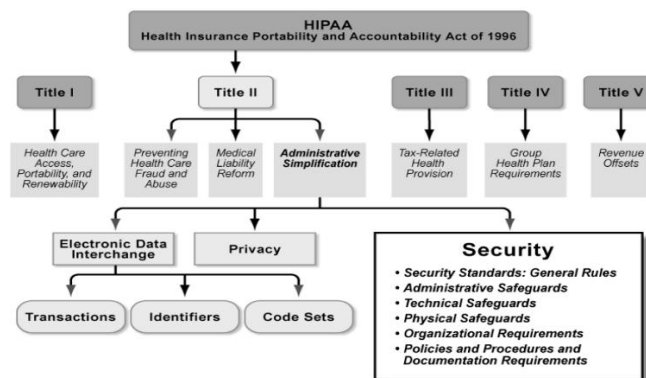 HIPAA
Health Insurance Portability and Accountability Act of 1996
Title I
Title II
Title III
Title IV
Title V
Health Care
Access,
Portability, and
Renewability
Preventing
Health Care
Fraud and
Abuse
Medical
Liability
Reform
Administrative
Simplification
Tax-Related
Health
Provision
Group
Health Plan
Requirements
Revenue
Offsets
Electronic Data
Interchange
Privacy
Security
• Security Standards: General Rules
• Administrative Safeguards
• Technical Safeguards
• Physical Safeguards
• Organizational Requirements
• Policies and Procedures and
Documentation Requirements
Transactions
Identifiers
Code Sets